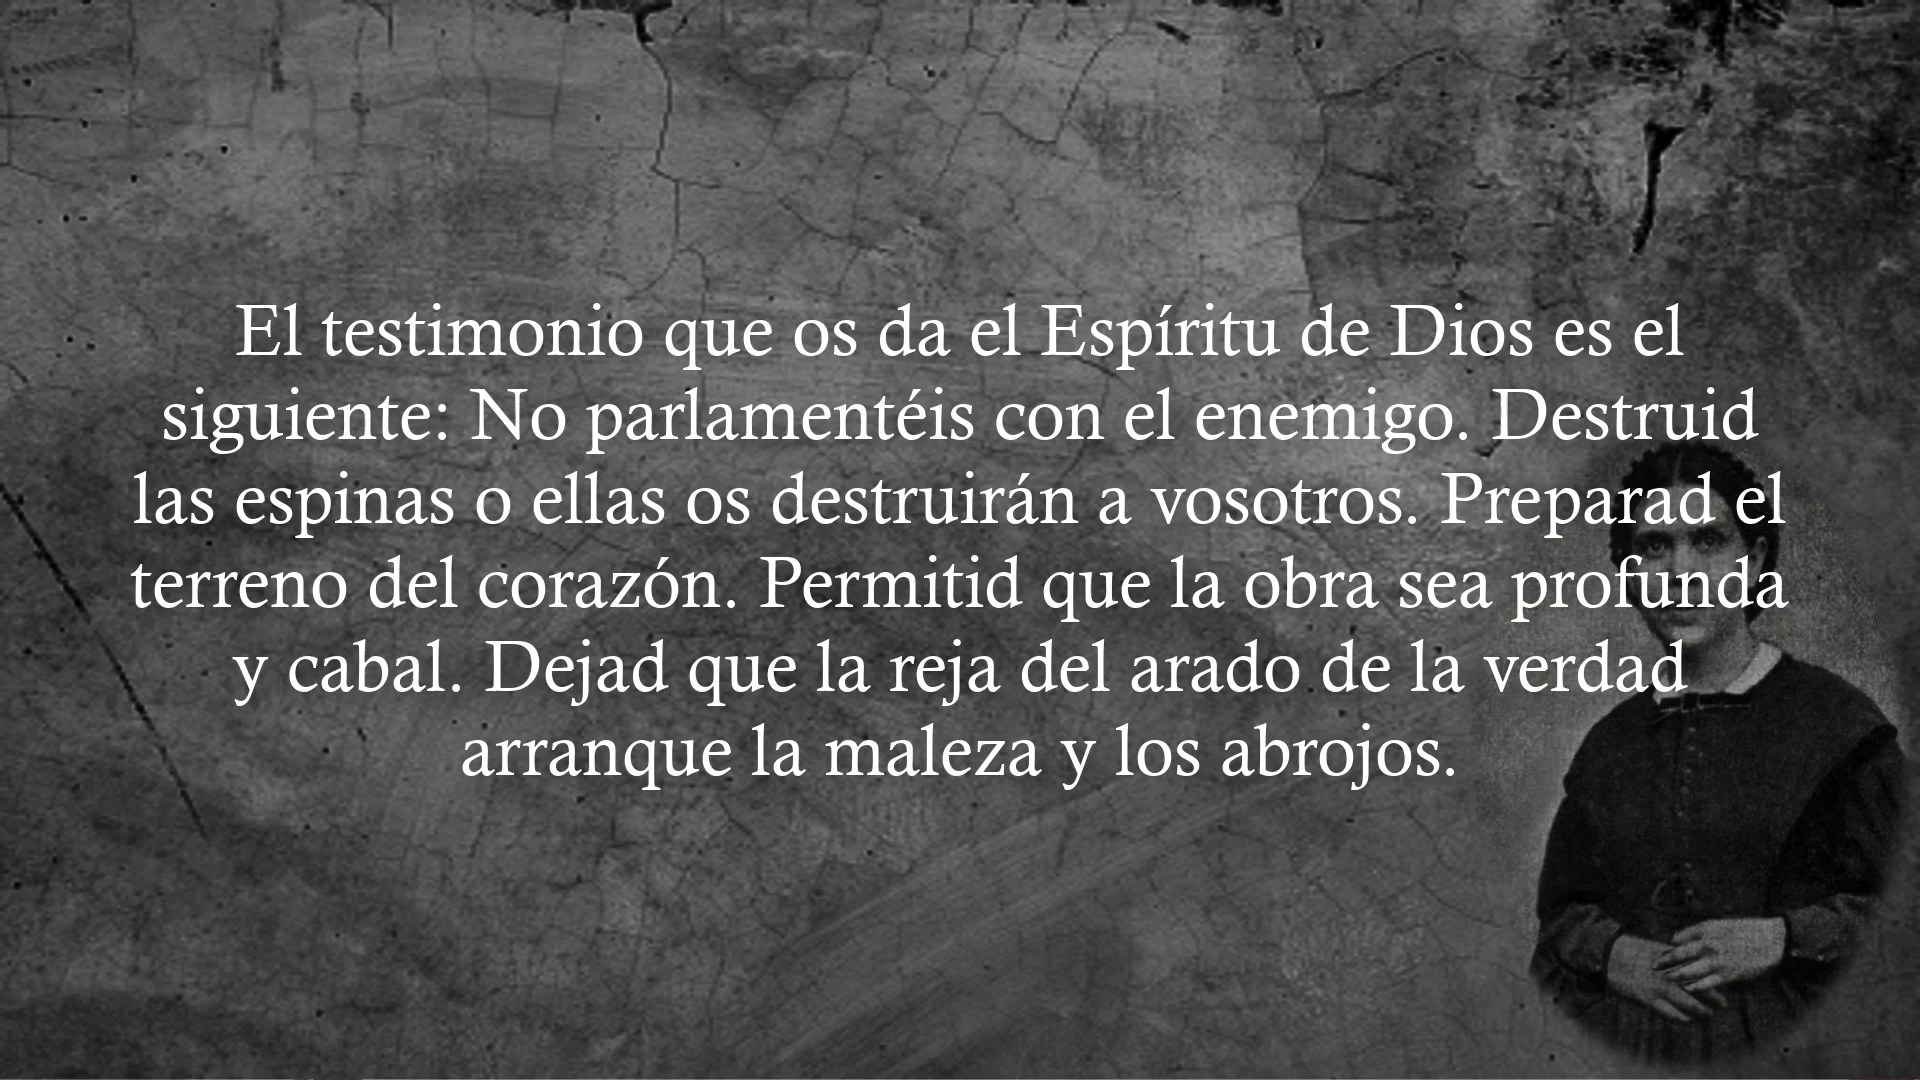 El testimonio que os da el Espíritu de Dios es el
siguiente: No parlamentéis con el enemigo. Destruid
las espinas o ellas os destruirán a vosotros. Preparad el
terreno del corazón. Permitid que la obra sea profunda
y cabal. Dejad que la reja del arado de la verdad
arranque la maleza y los abrojos.